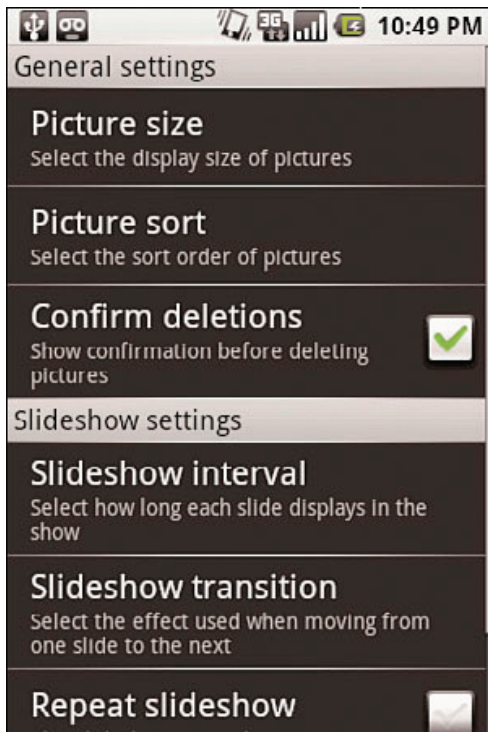 3G 10:49 PM
General settings
Picture size
Select the display size of pictures
Picture sort
Select the sort order of pictures
Confirm deletions
Show confirmation before deleting
pictures
Slideshow settings
Slideshow interval
Select how long each slide displays in the
show
Slideshow transition
Select the effect used when moving from
one slide to the next
Repeat slideshow